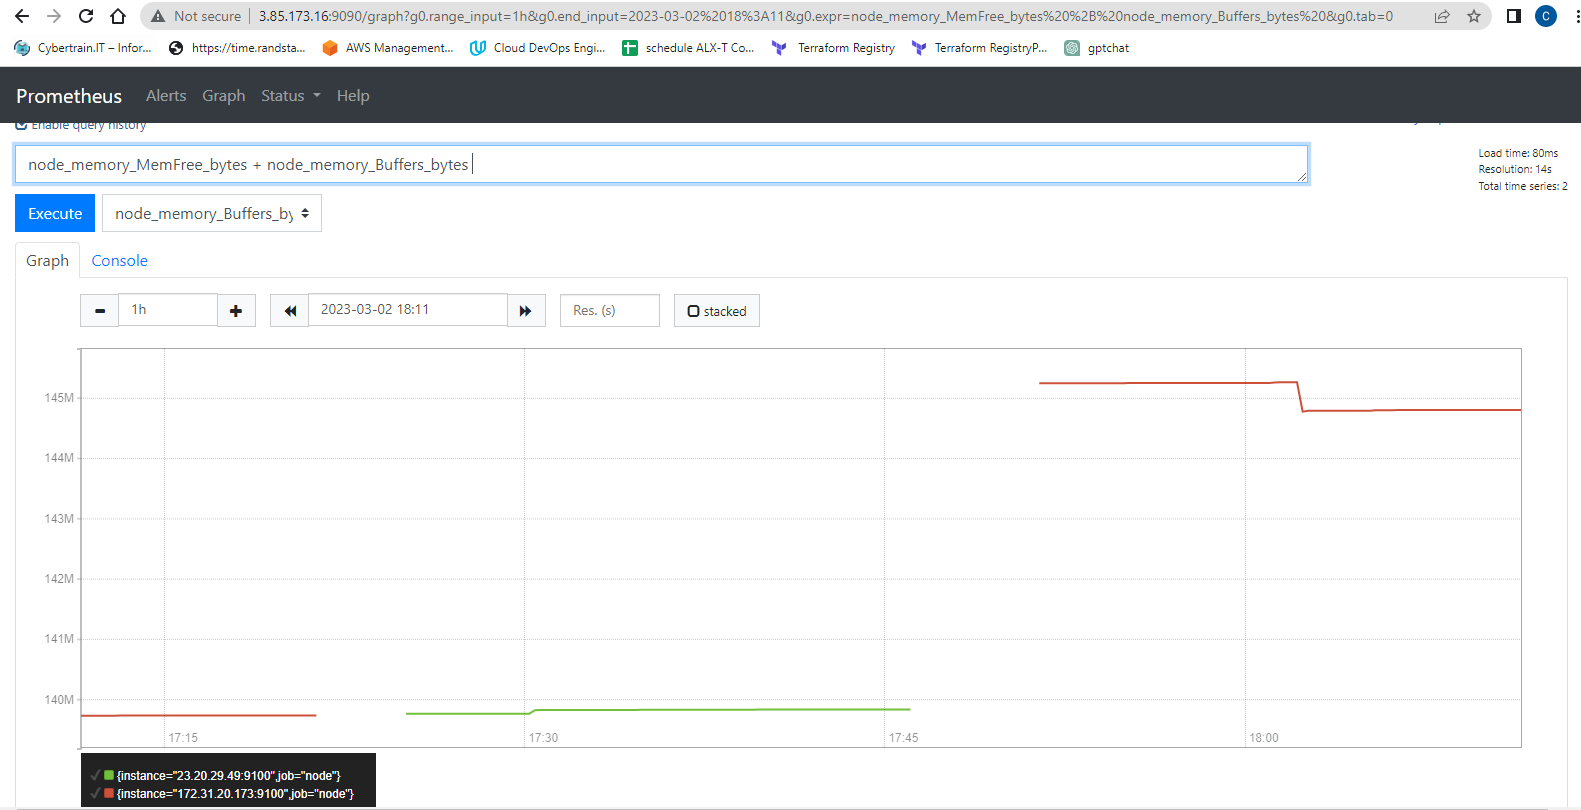 Not secure 3.85.173.16:9090/graph?g0.range_input=1h&g0.end_input=2023-03-02%2018%3A11&g0.expr=node_memory_MemFree_bytes%20%2B%20node_memory_Buffers_bytes%20&g0.tab=0 C
Cybertrain.IT – Infor... https://time.randsta... AWS Management... Cloud DevOps Engi... schedule ALX-T Co... Terraform Registry Terraform RegistryP... gptchat
Prometheus Alerts Graph Status Help
Enable query history
node_memory_MemFree_bytes + node_memory_Buffers_bytes
Load time: 80ms
Resolution: 14s
Total time series: 2
Execute node_memory_Buffers_by
Graph Console
1h 2023-03-02 18:11 Res. (s) stacked
145M
144M
143M
142M
141M
140M
17:15 17:30 17:45 18:00
{instance="23.20.29.49:9100",job="node"}
{instance="172.31.20.173:9100",job="node"}